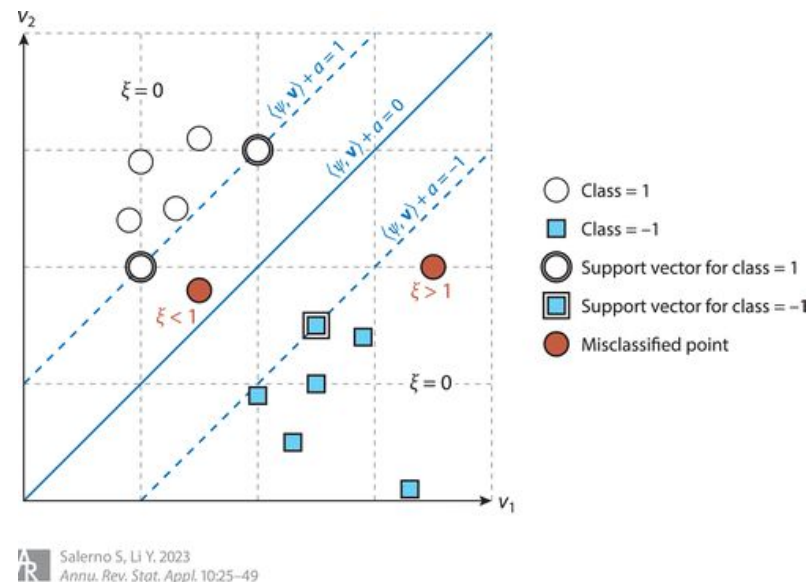 v₂
ξ = 0
⟨ψ, v⟩ + a = 1
⟨ψ, v⟩ + a = 0
⟨ψ, v⟩ + a = –1
ξ < 1
ξ > 1
ξ = 0
v₁
Class = 1
Class = –1
Support vector for class = 1
Support vector for class = –1
Misclassified point
AR
Salerno S, Li Y. 2023
Annu. Rev. Stat. Appl. 10:25–49